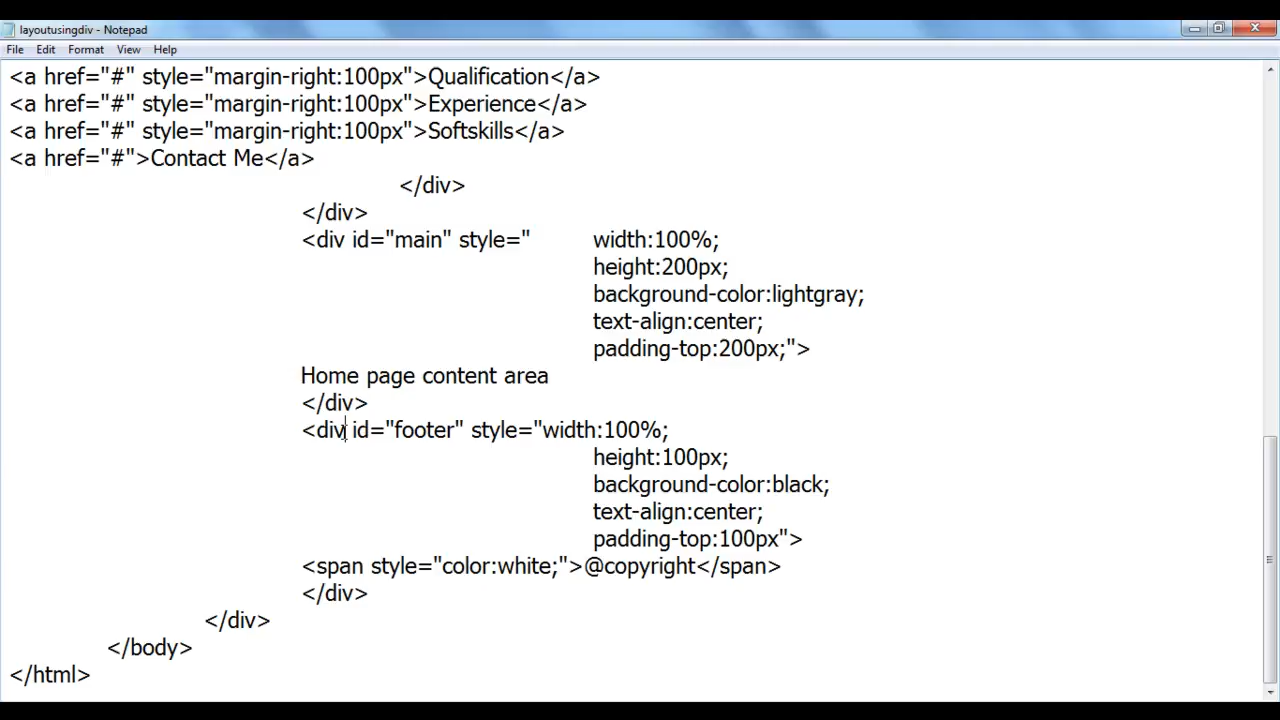 layoutusingdiv - Notepad
File Edit Format View Help
<a href="#" style="margin-right:100px">Qualification</a>
<a href="#" style="margin-right:100px">Experience</a>
<a href="#" style="margin-right:100px">Softskills</a>
<a href="#">Contact Me</a>
</div>
</div>
<div id="main" style=" width:100%;
height:200px;
background-color:lightgray;
text-align:center;
padding-top:200px;">
Home page content area
</div>
<div id="footer" style="width:100%;
height:100px;
background-color:black;
text-align:center;
padding-top:100px">
<span style="color:white;">@copyright</span>
</div>
</div>
</body>
</html>